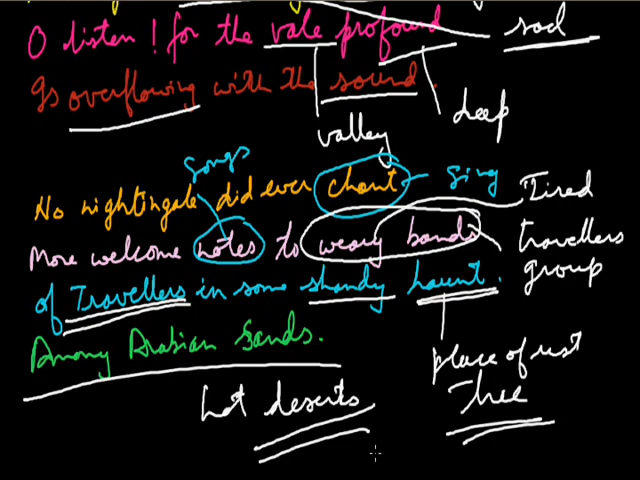 sad
O listen! for the vale profound
Is overflowing with the sound.
valley
deep
Songs
No nightingale did ever chant
Sing
Tired
More welcome notes to weary bands
travellers
group
of Travellers in some shandy haunt.
Among Arabian Sands.
place of rest
Thee
hot deserts